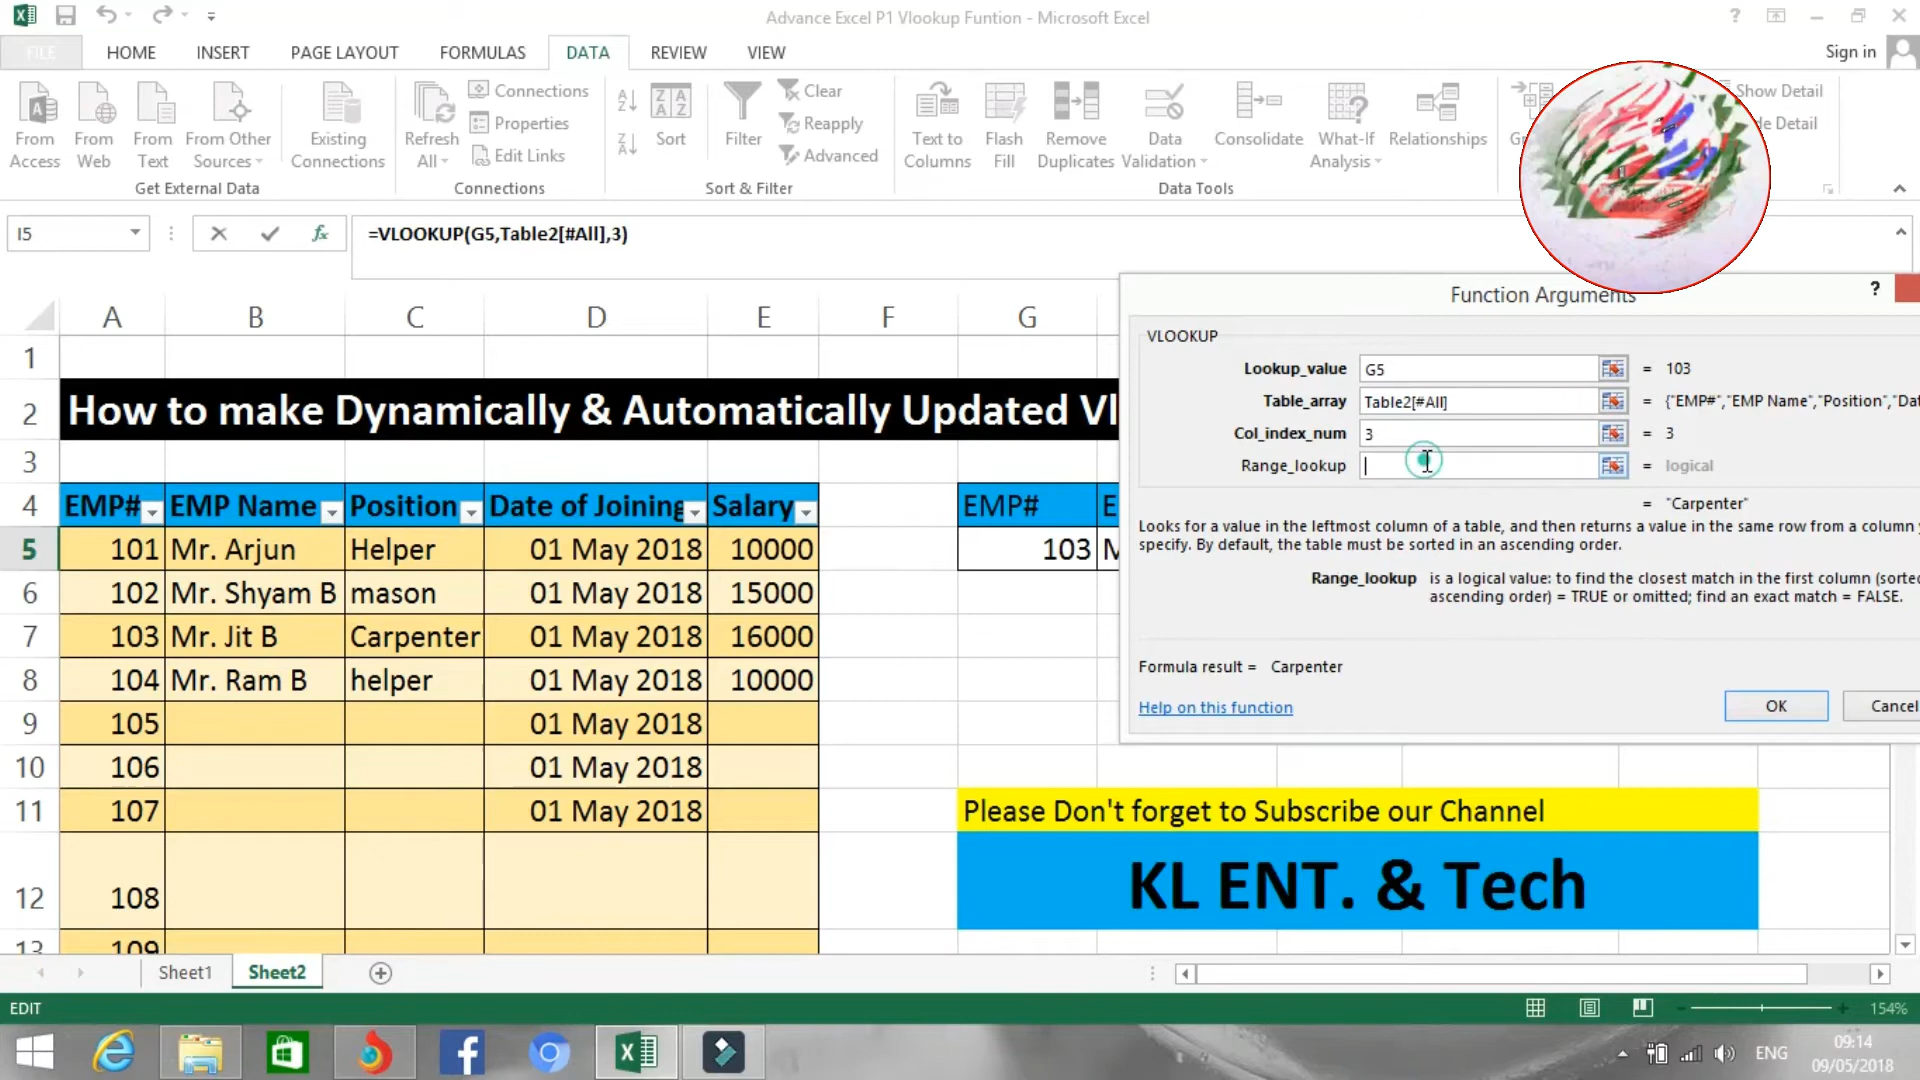 Advance Excel P1 Vlookup Funtion - Microsoft Excel
FILE HOME INSERT PAGE LAYOUT FORMULAS DATA REVIEW VIEW Sign in
From Access From Web From Text From Other Sources Existing Connections
Get External Data
Refresh All Connections Properties Edit Links
Connections
Sort Filter Clear Reapply Advanced
Sort & Filter
Text to Columns Flash Fill Remove Duplicates Data Validation Consolidate What-If Analysis Relationships
Data Tools
Show Detail
de Detail
I5 fx =VLOOKUP(G5,Table2[#All],3)
A B C D E F G
1
2 How to make Dynamically & Automatically Updated Vl
3
4 EMP# EMP Name Position Date of Joining Salary EMP# E
5 101 Mr. Arjun Helper 01 May 2018 10000 103 M
6 102 Mr. Shyam B mason 01 May 2018 15000
7 103 Mr. Jit B Carpenter 01 May 2018 16000
8 104 Mr. Ram B helper 01 May 2018 10000
9 105 01 May 2018
10 106 01 May 2018
11 107 01 May 2018
12 108
13 109
Function Arguments ?
VLOOKUP
Lookup_value G5 = 103
Table_array Table2[#All] = {"EMP#","EMP Name","Position","Dat
Col_index_num 3 = 3
Range_lookup = logical
= "Carpenter"
Looks for a value in the leftmost column of a table, and then returns a value in the same row from a column y
specify. By default, the table must be sorted in an ascending order.
Range_lookup is a logical value: to find the closest match in the first column (sorted
ascending order) = TRUE or omitted; find an exact match = FALSE.
Formula result = Carpenter
Help on this function OK Cancel
Please Don't forget to Subscribe our Channel
KL ENT. & Tech
Sheet1 Sheet2
EDIT 154%
ENG 09:14
09/05/2018